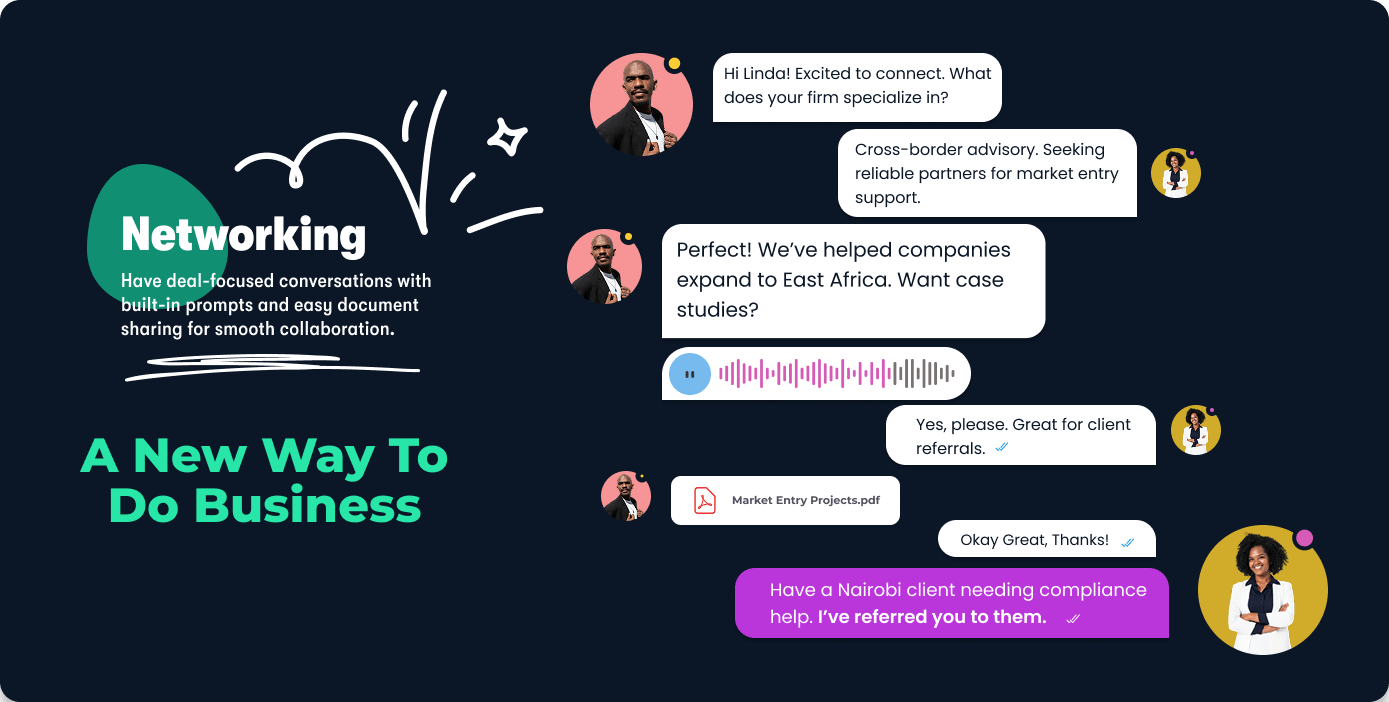 Networking
Have deal-focused conversations with
built-in prompts and easy document
sharing for smooth collaboration.
A New Way To
Do Business
Hi Linda! Excited to connect. What
does your firm specialize in?
Cross-border advisory. Seeking
reliable partners for market entry
support.
Perfect! We’ve helped companies
expand to East Africa. Want case
studies?
Yes, please. Great for client
referrals.
Market Entry Projects.pdf
Okay Great, Thanks!
Have a Nairobi client needing compliance
help. I’ve referred you to them.